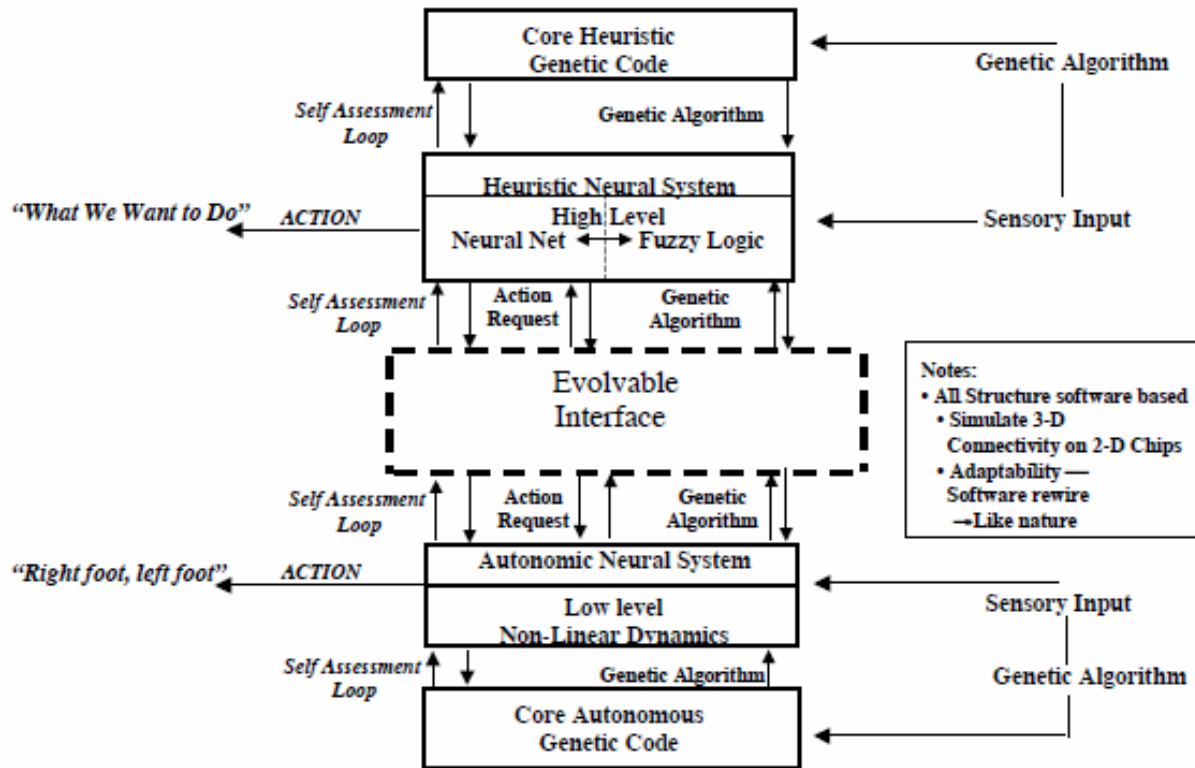 Core Heuristic
Genetic Code
Genetic Algorithm
Self Assessment
Loop
Genetic Algorithm
Heuristic Neural System
High Level
Neural Net
Fuzzy Logic
“What We Want to Do”
ACTION
Sensory Input
Self Assessment
Loop
Action
Request
Genetic
Algorithm
Evolvable
Interface
Notes:
• All Structure software based
• Simulate 3-D
Connectivity on 2-D Chips
• Adaptability —
Software rewire
→Like nature
Self Assessment
Loop
Action
Request
Genetic
Algorithm
Autonomic Neural System
“Right foot, left foot”
ACTION
Low level
Non-Linear Dynamics
Sensory Input
Self Assessment
Loop
Genetic Algorithm
Genetic Algorithm
Core Autonomous
Genetic Code